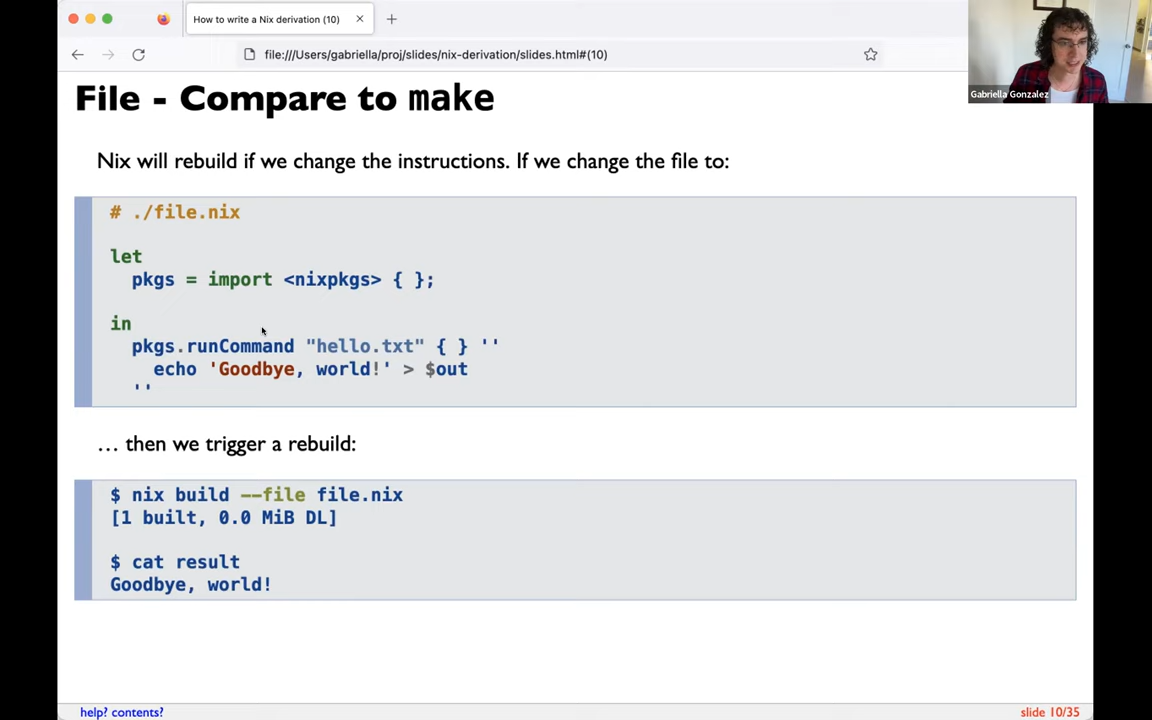 How to write a Nix derivation (10)
file:///Users/gabriella/proj/slides/nix-derivation/slides.html#(10)
Gabriella Gonzalez
File - Compare to make
Nix will rebuild if we change the instructions. If we change the file to:
# ./file.nix
let
pkgs = import <nixpkgs> { };
in
pkgs.runCommand "hello.txt" { } ''
echo 'Goodbye, world!' > $out
''
… then we trigger a rebuild:
$ nix build --file file.nix
[1 built, 0.0 MiB DL]
$ cat result
Goodbye, world!
help? contents?
slide 10/35